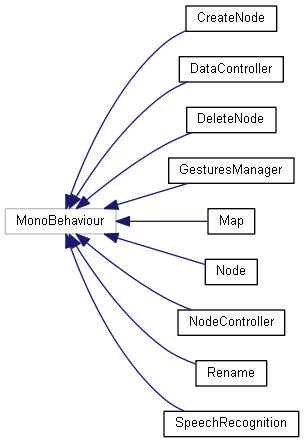 CreateNode
DataController
DeleteNode
GesturesManager
MonoBehaviour
Map
Node
NodeController
Rename
SpeechRecognition